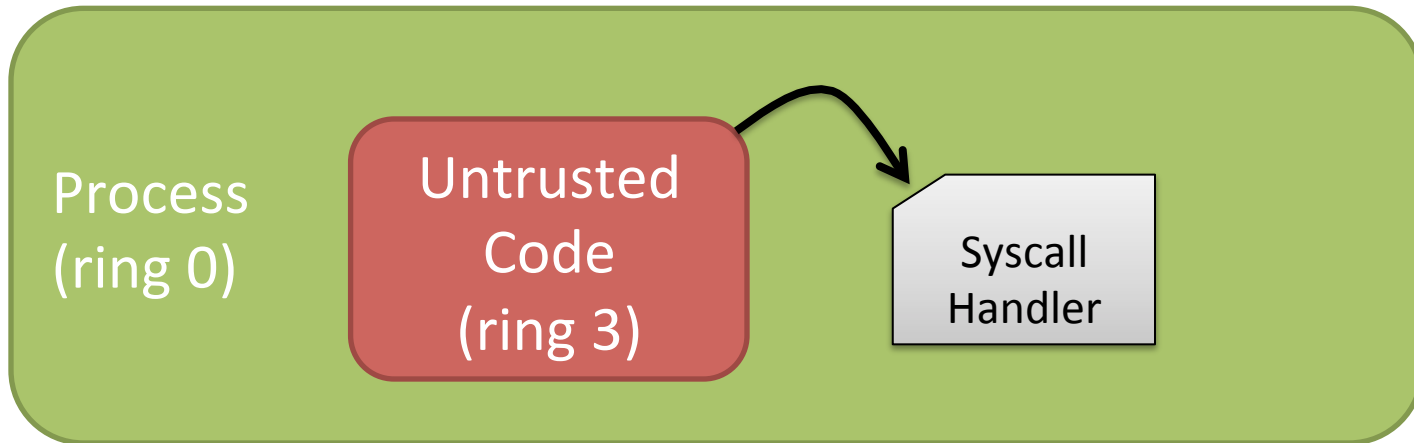 Process
(ring 0)
Untrusted
Code
(ring 3)
Syscall
Handler